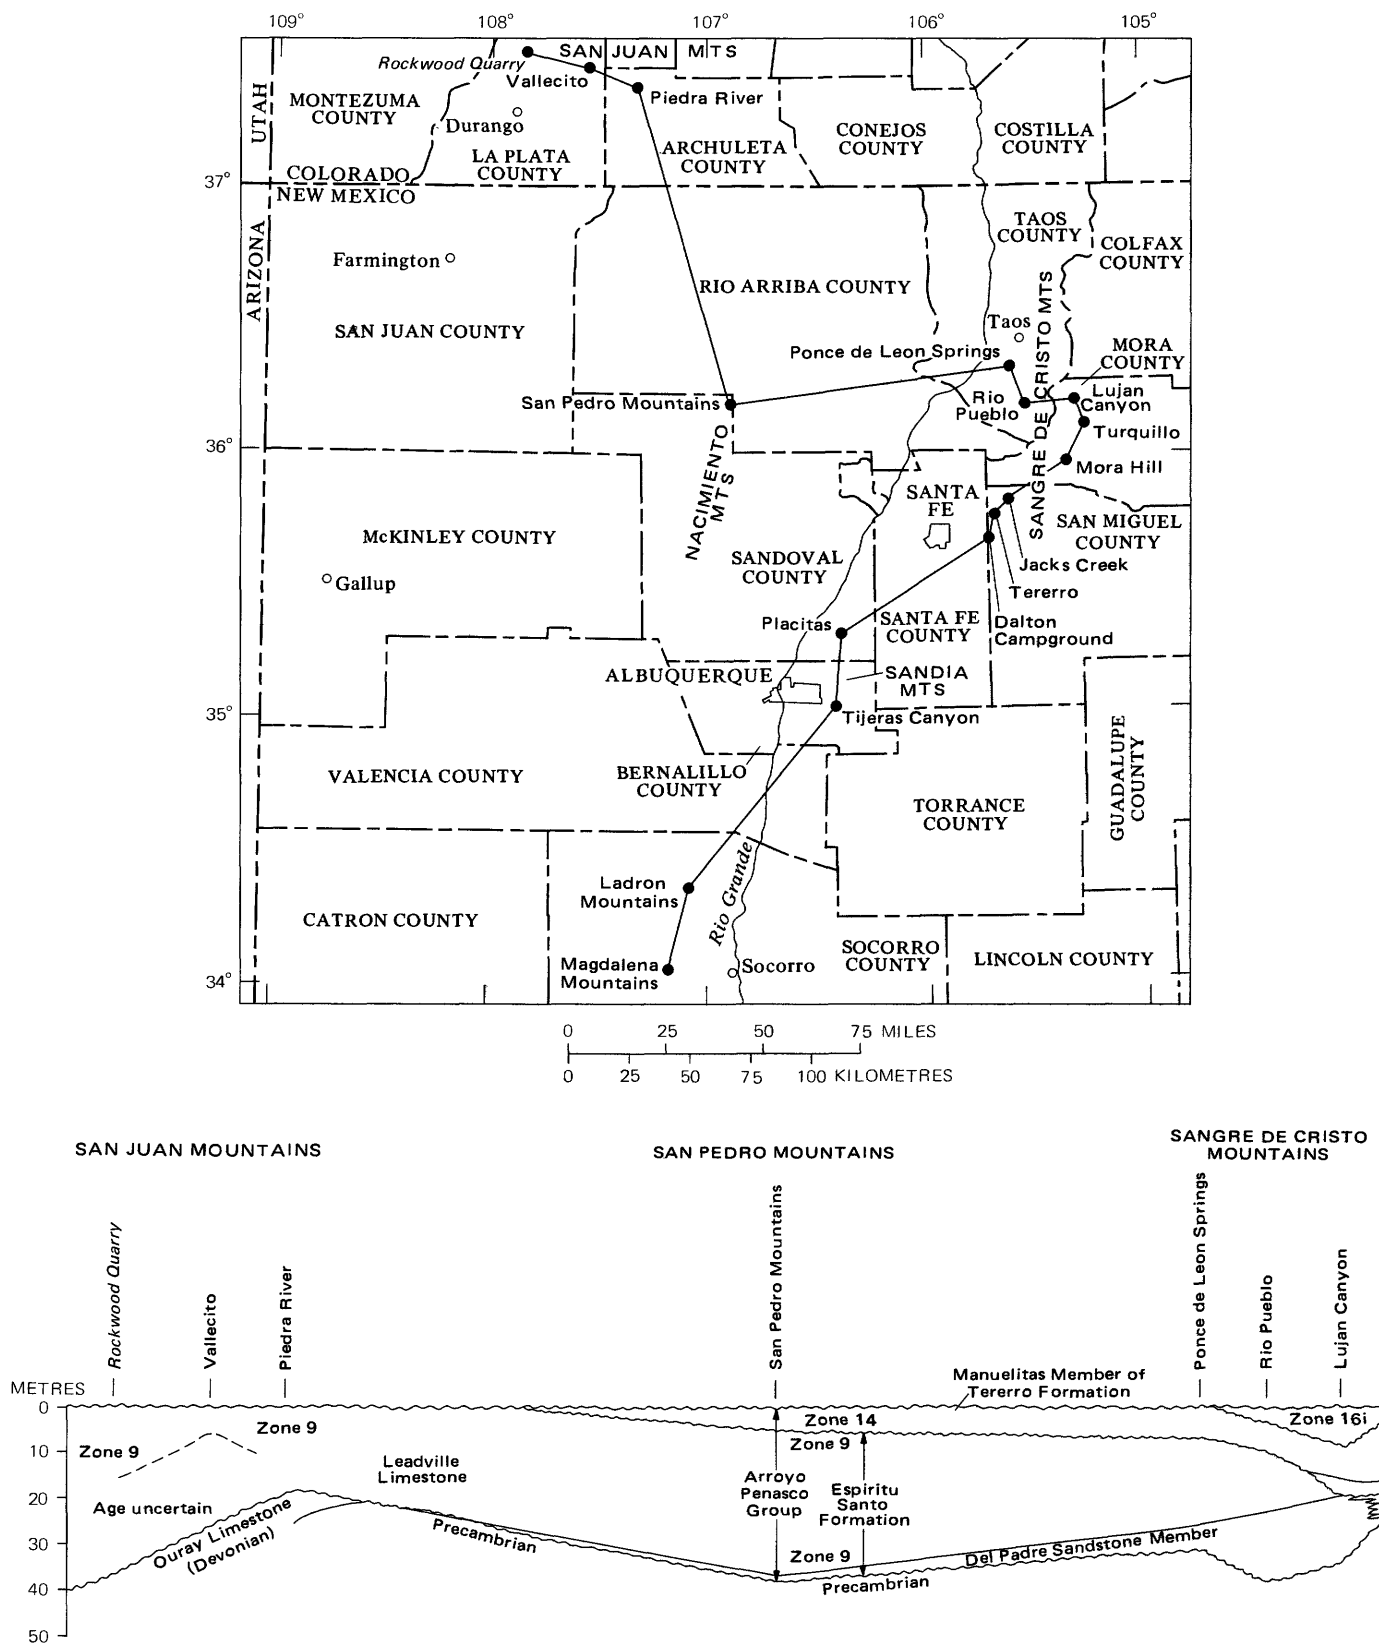 109°
108°
107°
106°
105°
SAN JUAN MTS
Rockwood Quarry
Vallecito
Piedra River
UTAH
MONTEZUMA
COUNTY
Durango
LA PLATA
COUNTY
ARCHULETA
COUNTY
CONEJOS
COUNTY
COSTILLA
COUNTY
37°
COLORADO
NEW MEXICO
ARIZONA
TAOS
COUNTY
COLFAX
COUNTY
Farmington
RIO ARRIBA COUNTY
SAN JUAN COUNTY
Taos
SANGRE DE CRISTO MTS
MORA
COUNTY
Ponce de Leon Springs
San Pedro Mountains
Rio
Pueblo
Lujan
Canyon
Turquillo
36°
Mora Hill
NACIMIENTO
MTS
SANTA
FE
SAN MIGUEL
COUNTY
McKINLEY COUNTY
SANDOVAL
COUNTY
Jacks Creek
Gallup
Tererro
Placitas
SANTA FE
COUNTY
Dalton
Campground
ALBUQUERQUE
SANDIA
MTS
35°
Tijeras Canyon
VALENCIA COUNTY
BERNALILLO
COUNTY
TORRANCE
COUNTY
GUADALUPE
COUNTY
Rio Grande
Ladron
Mountains
CATRON COUNTY
Magdalena
Mountains
Socorro
SOCORRO
COUNTY
LINCOLN COUNTY
34°
0 25 50 75 MILES
0 25 50 75 100 KILOMETRES
SAN JUAN MOUNTAINS
SAN PEDRO MOUNTAINS
SANGRE DE CRISTO
MOUNTAINS
Rockwood Quarry
Vallecito
Piedra River
San Pedro Mountains
Ponce de Leon Springs
Rio Pueblo
Lujan Canyon
METRES
0
10
20
30
40
50
Manuelitas Member of
Tererro Formation
Zone 9
Zone 9
Zone 14
Zone 9
Zone 16i
Leadville
Limestone
Arroyo
Penasco
Group
Espiritu
Santo
Formation
Age uncertain
Ouray Limestone
(Devonian)
Precambrian
Zone 9
Del Padre Sandstone Member
Precambrian